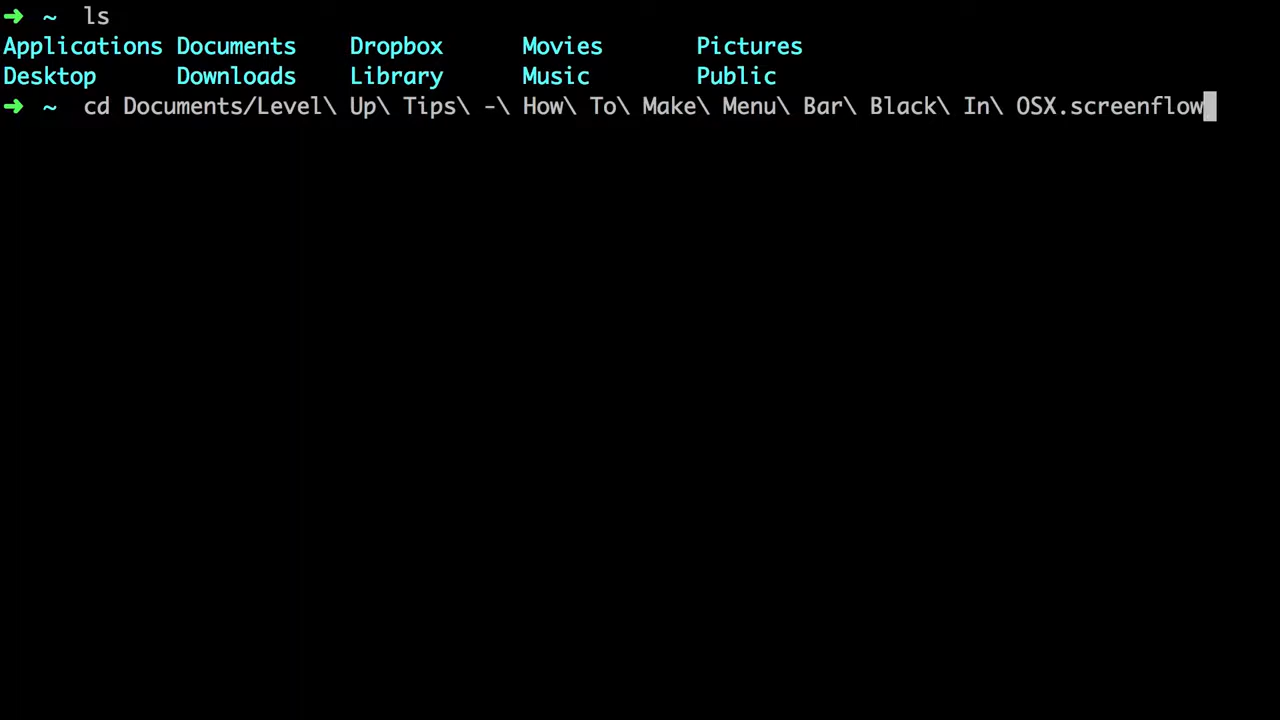 ➜ ~ ls
Applications Documents Dropbox Movies Pictures
Desktop Downloads Library Music Public
➜ ~ cd Documents/Level\ Up\ Tips\ -\ How\ To\ Make\ Menu\ Bar\ Black\ In\ OSX.screenflow